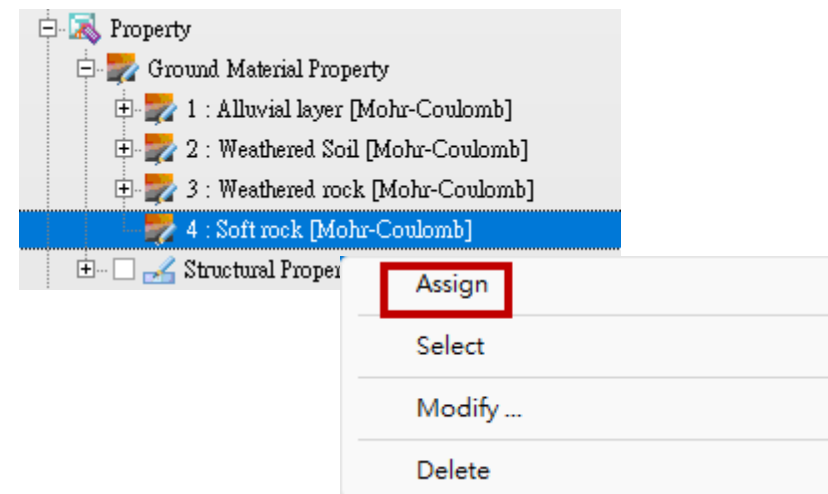 Property
Ground Material Property
1 : Alluvial layer [Mohr-Coulomb]
2 : Weathered Soil [Mohr-Coulomb]
3 : Weathered rock [Mohr-Coulomb]
4 : Soft rock [Mohr-Coulomb]
Structural Proper
Assign
Select
Modify ...
Delete